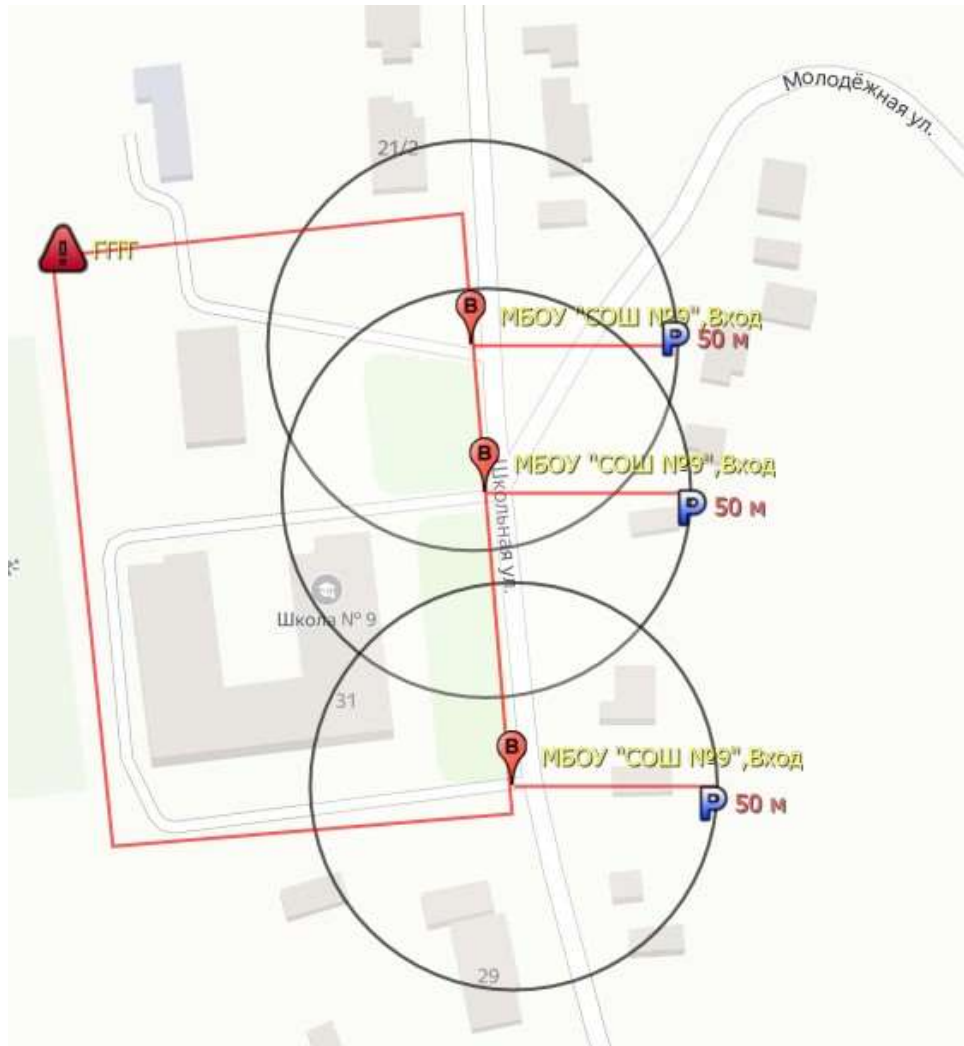 Молодёжная ул.
21/2
ГГГГ
В
МБОУ "СОШ №9",Вход
Р 50 м
В
МБОУ "СОШ №9",Вход
Р 50 м
Школьная ул.
Школа № 9
31
В
МБОУ "СОШ №9",Вход
Р 50 м
29